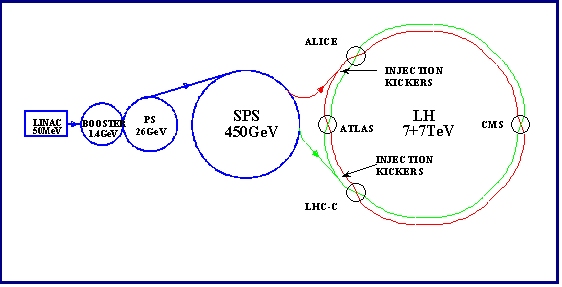 ALICE
INJECTION
KICKERS
LINAC
50MeV
BOOSTER
1.4GeV
PS
26GeV
SPS
450GeV
ATLAS
LH
7+7TeV
CMS
INJECTION
KICKERS
LHC-C